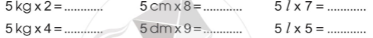 5 kg x 2 = ............ 5 cm x 8 = ............ 5 l x 7 = ............
5 kg x 4 = ............ 5 dm x 9 = ............ 5 l x 5 = ............